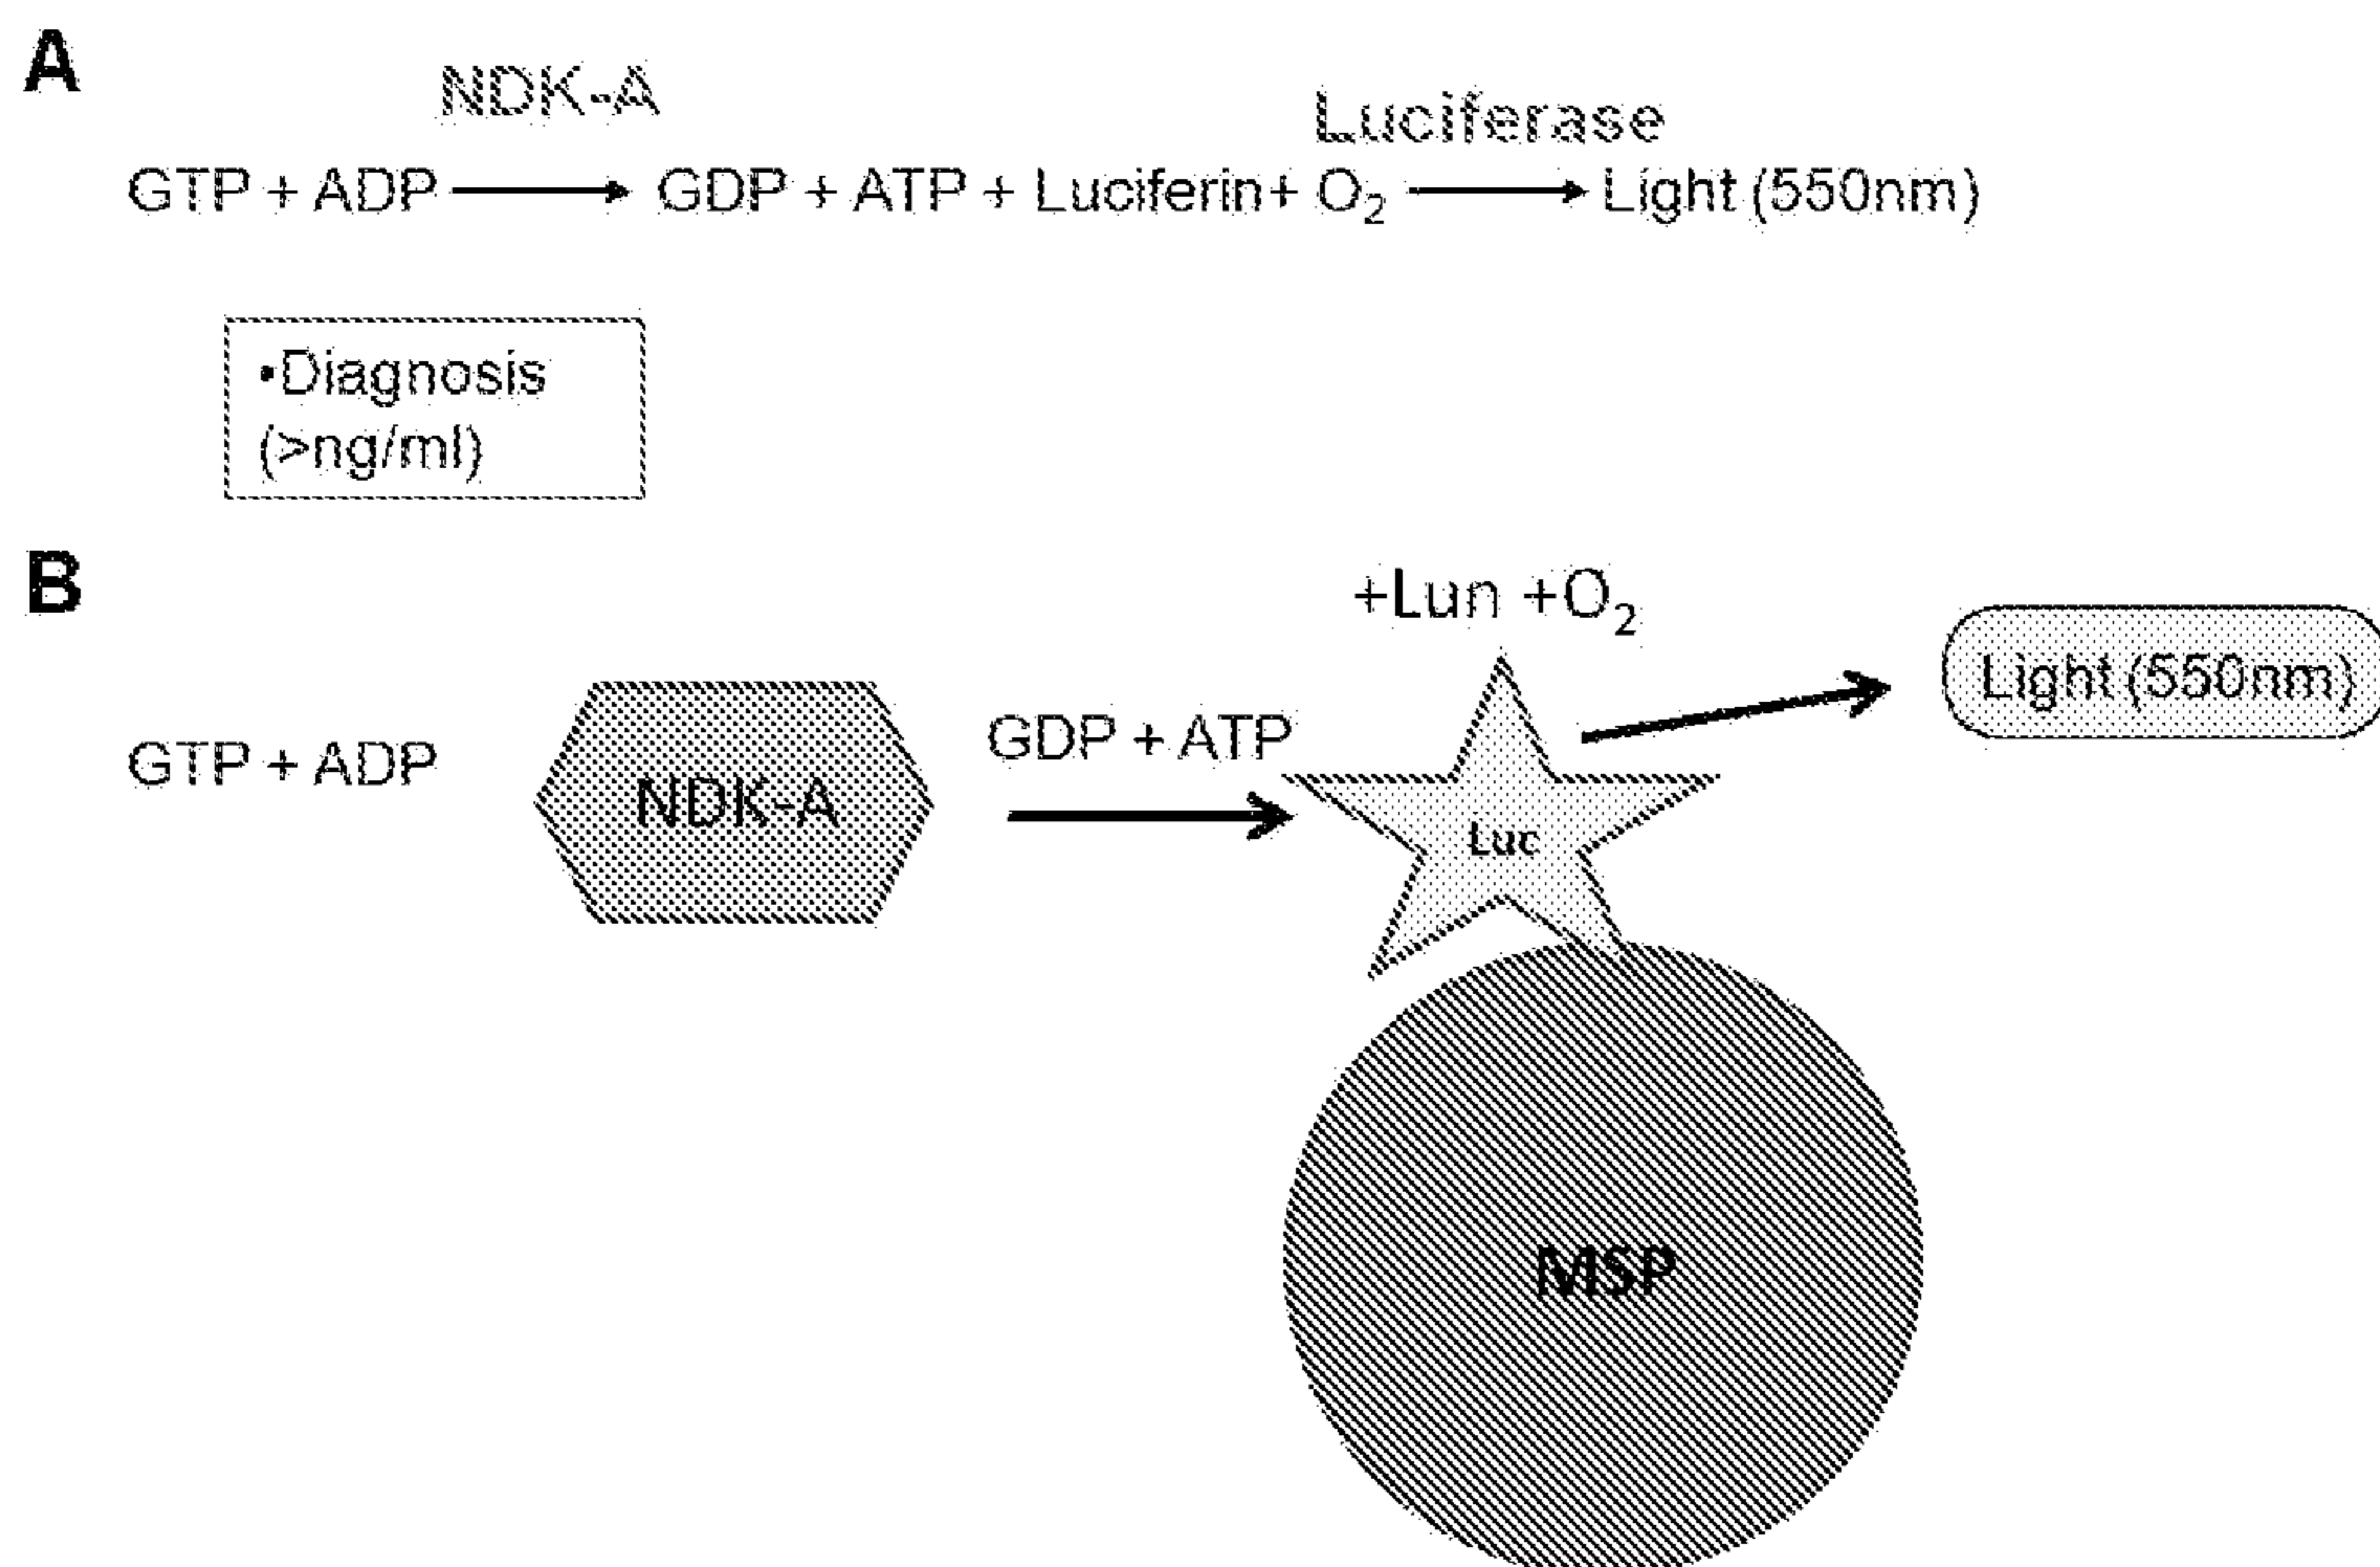 A
NDK-A
Luciferase
GTP + ADP → GDP + ATP + Luciferin+ O₂ → Light (550nm)
•Diagnosis
(>ng/ml)
B
+Lun +O₂
Light (550nm)
GDP + ATP
GTP + ADP
NDK-A
Luc
MSP